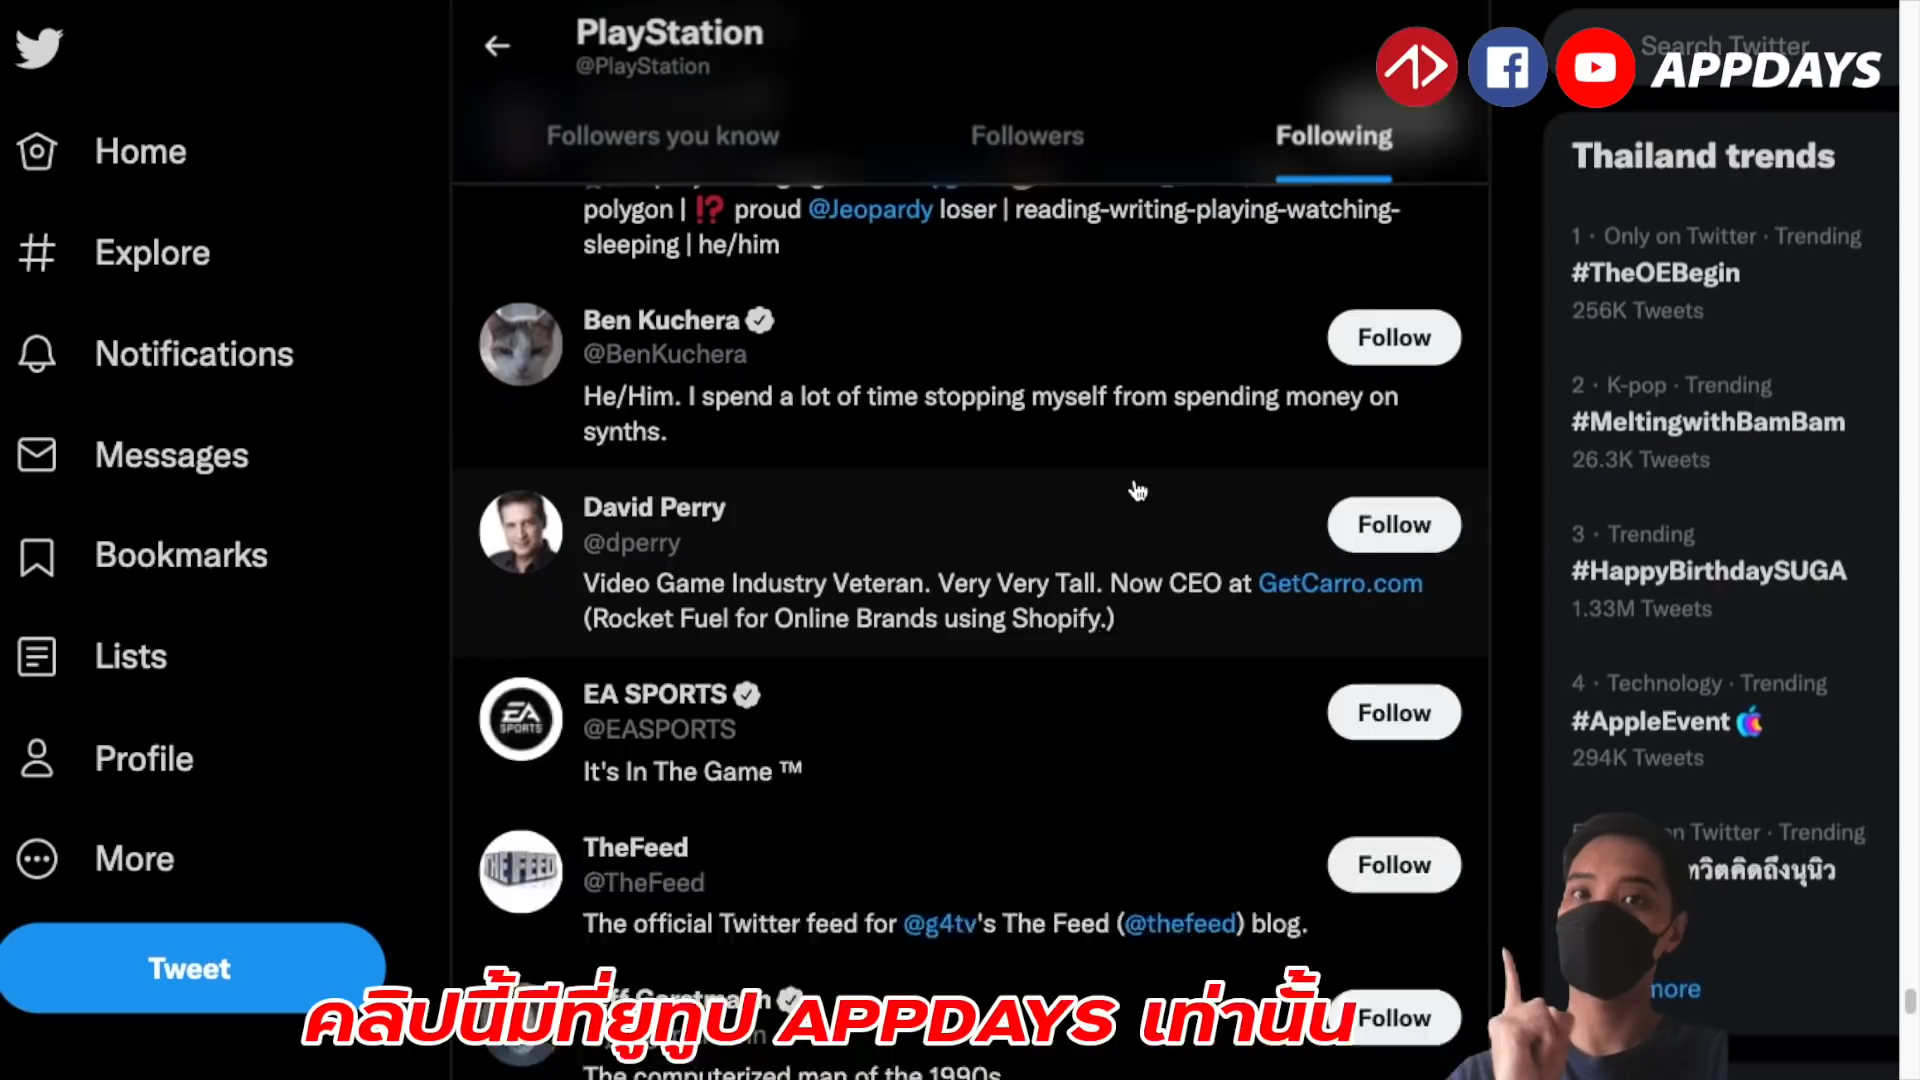 PlayStation
@PlayStation
Search Twitter
APPDAYS
Followers you know
Followers
Following
Home
Explore
Notifications
Messages
Bookmarks
Lists
Profile
More
Tweet
polygon | ⁉ proud @Jeopardy loser | reading-writing-playing-watching-
sleeping | he/him
Ben Kuchera
@BenKuchera
Follow
He/Him. I spend a lot of time stopping myself from spending money on
synths.
David Perry
@dperry
Follow
Video Game Industry Veteran. Very Very Tall. Now CEO at GetCarro.com
(Rocket Fuel for Online Brands using Shopify.)
EA SPORTS
EA SPORTS
@EASPORTS
Follow
It's In The Game ™
THE FEED
TheFeed
@TheFeed
Follow
The official Twitter feed for @g4tv's The Feed (@thefeed) blog.
Follow
The computerized man of the 1990s
Thailand trends
1 · Only on Twitter · Trending
#TheOEBegin
256K Tweets
2 · K-pop · Trending
#MeltingwithBamBam
26.3K Tweets
3 · Trending
#HappyBirthdaySUGA
1.33M Tweets
4 · Technology · Trending
#AppleEvent
294K Tweets
on Twitter · Trending
ทวิตคิดถึงนุนิว
more
คลิปนี้มีที่ยูทูป APPDAYS เท่านั้น